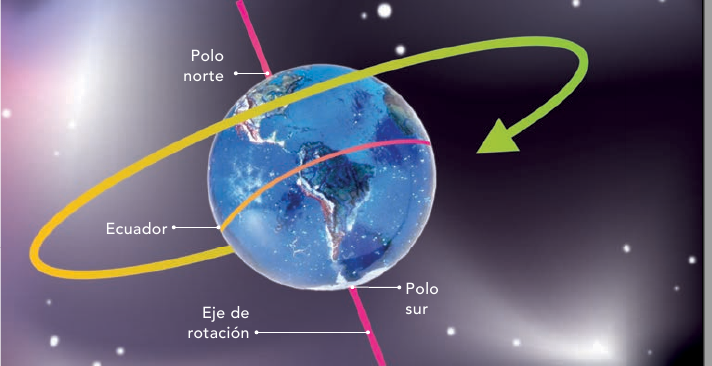 Polo
norte
Ecuador
Polo
sur
Eje de
rotación